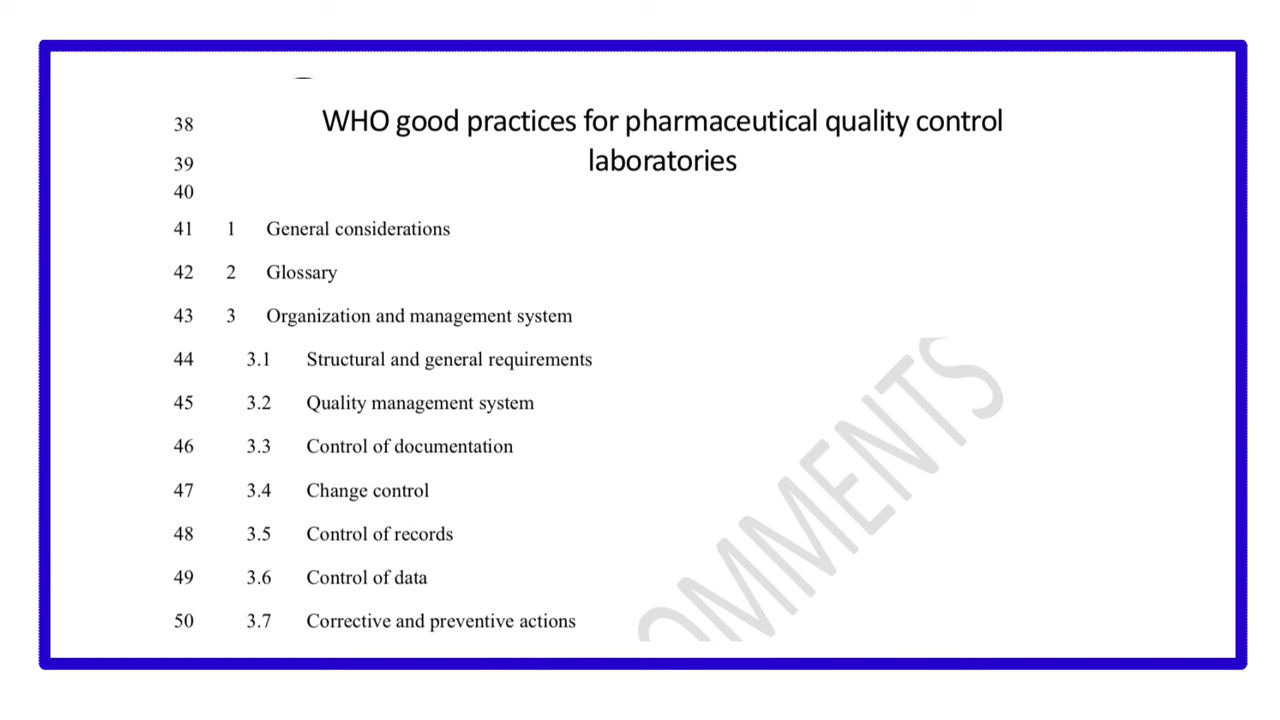 38 WHO good practices for pharmaceutical quality control
39 laboratories
40
41 1 General considerations
42 2 Glossary
43 3 Organization and management system
44 3.1 Structural and general requirements
45 3.2 Quality management system
46 3.3 Control of documentation
47 3.4 Change control
48 3.5 Control of records
49 3.6 Control of data
50 3.7 Corrective and preventive actions
OMMENTS